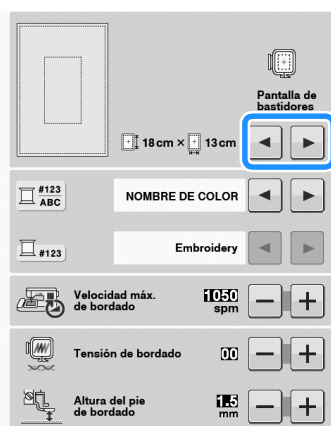 Pantalla de
bastidores
18 cm × 13 cm
#123
ABC
NOMBRE DE COLOR
#123
Embroidery
Velocidad máx.
de bordado
1050
spm
Tensión de bordado
00
Altura del pie
de bordado
1.5
mm